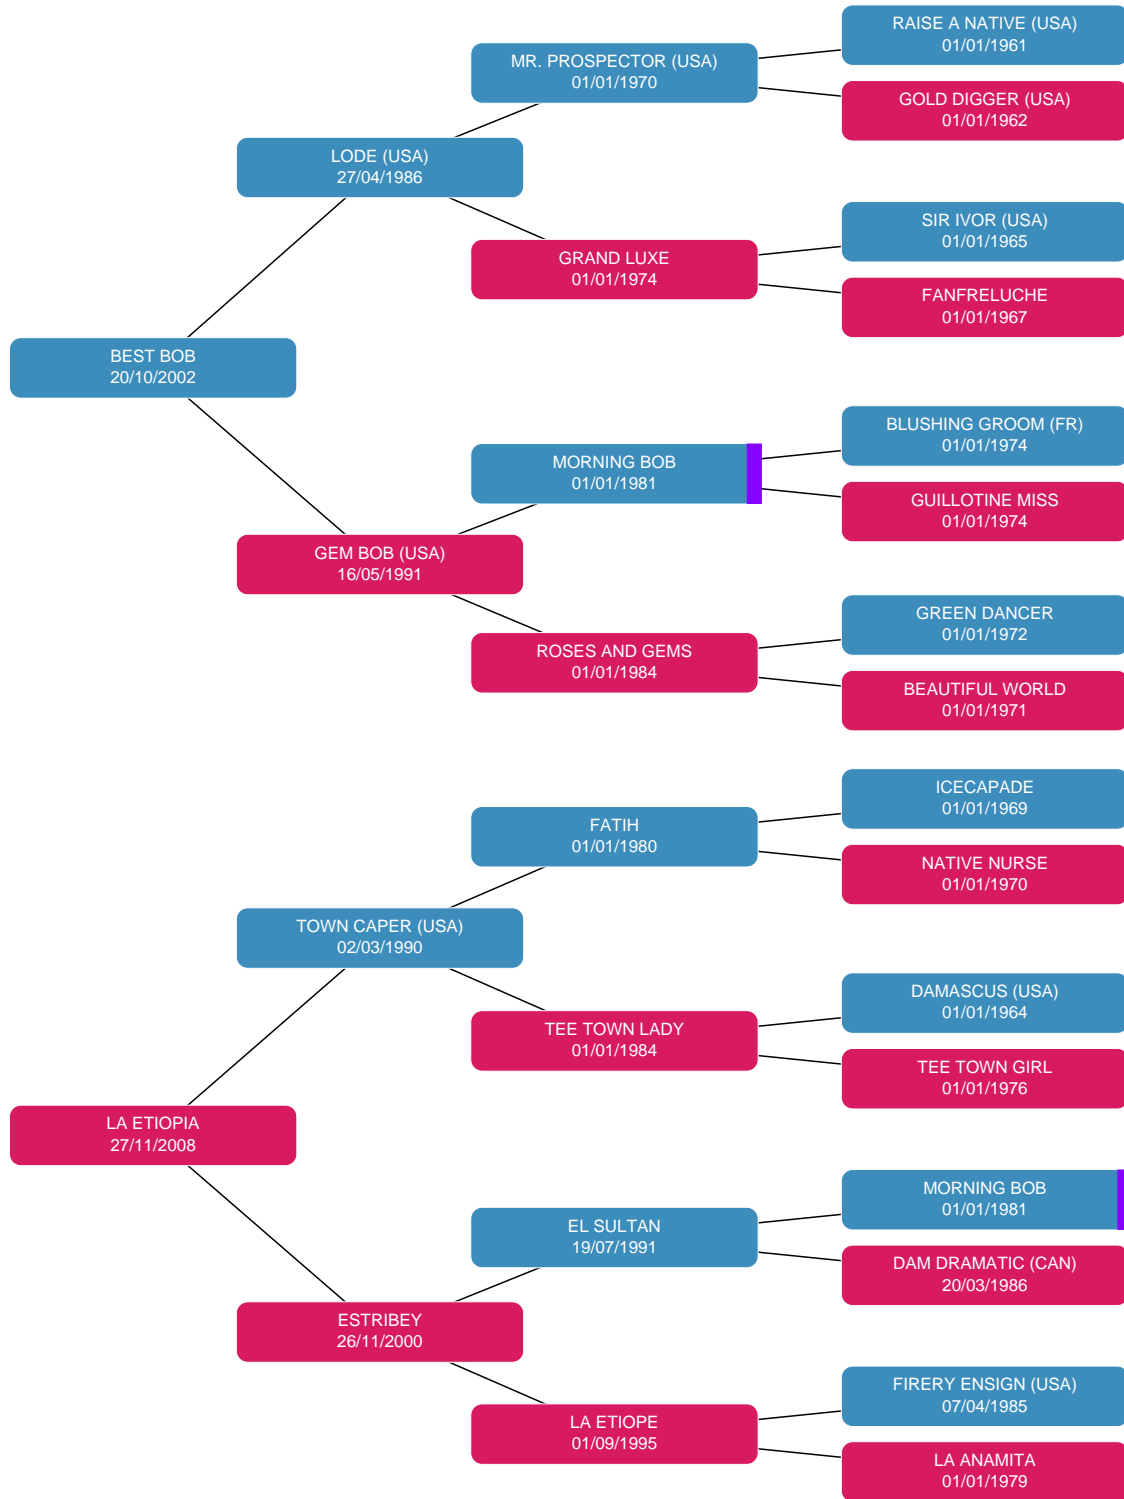 RAISE A NATIVE (USA)
01/01/1961
MR. PROSPECTOR (USA)
01/01/1970
GOLD DIGGER (USA)
01/01/1962
LODE (USA)
27/04/1986
SIR IVOR (USA)
01/01/1965
GRAND LUXE
01/01/1974
FANFRELUCHE
01/01/1967
BEST BOB
20/10/2002
BLUSHING GROOM (FR)
01/01/1974
MORNING BOB
01/01/1981
GUILLOTINE MISS
01/01/1974
GEM BOB (USA)
16/05/1991
GREEN DANCER
01/01/1972
ROSES AND GEMS
01/01/1984
BEAUTIFUL WORLD
01/01/1971
ICECAPADE
01/01/1969
FATIH
01/01/1980
NATIVE NURSE
01/01/1970
TOWN CAPER (USA)
02/03/1990
DAMASCUS (USA)
01/01/1964
TEE TOWN LADY
01/01/1984
TEE TOWN GIRL
01/01/1976
LA ETIOPIA
27/11/2008
MORNING BOB
01/01/1981
EL SULTAN
19/07/1991
DAM DRAMATIC (CAN)
20/03/1986
ESTRIBEY
26/11/2000
FIRERY ENSIGN (USA)
07/04/1985
LA ETIOPE
01/09/1995
LA ANAMITA
01/01/1979